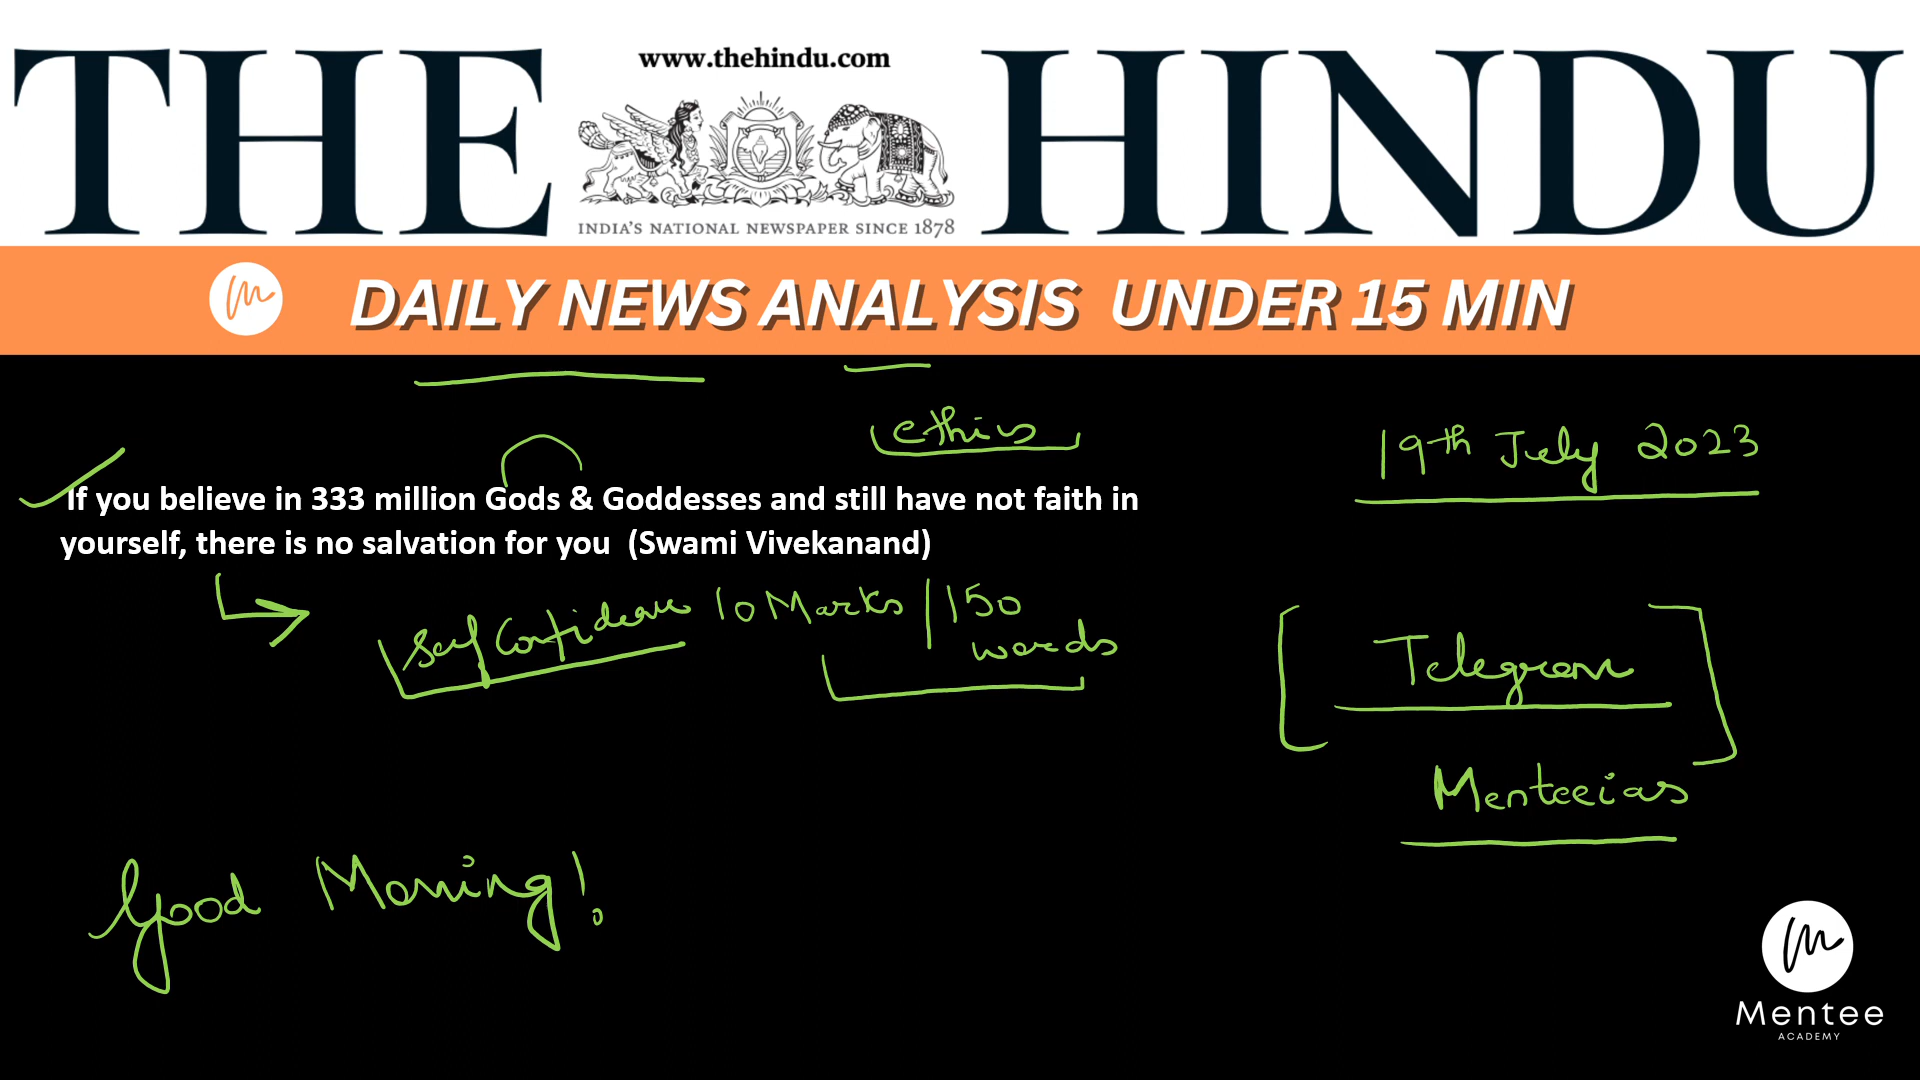 www.thehindu.com
THE HINDU
INDIA'S NATIONAL NEWSPAPER SINCE 1878
DAILY NEWS ANALYSIS UNDER 15 MIN
ethics
19th July 2023
If you believe in 333 million Gods & Goddesses and still have not faith in
yourself, there is no salvation for you (Swami Vivekanand)
Self Confidence 10 Marks | 150
words
Telegram
Menteeias
Good Morning!
Mentee
ACADEMY